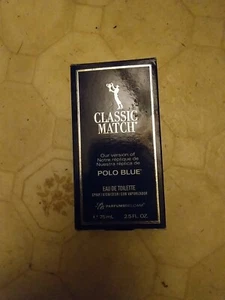 CLASSIC
MATCH®
Our version of
Notre réplique de
Nuestra réplica de
POLO BLUE®
EAU DE TOILETTE
75 mL 2.5 FL. OZ